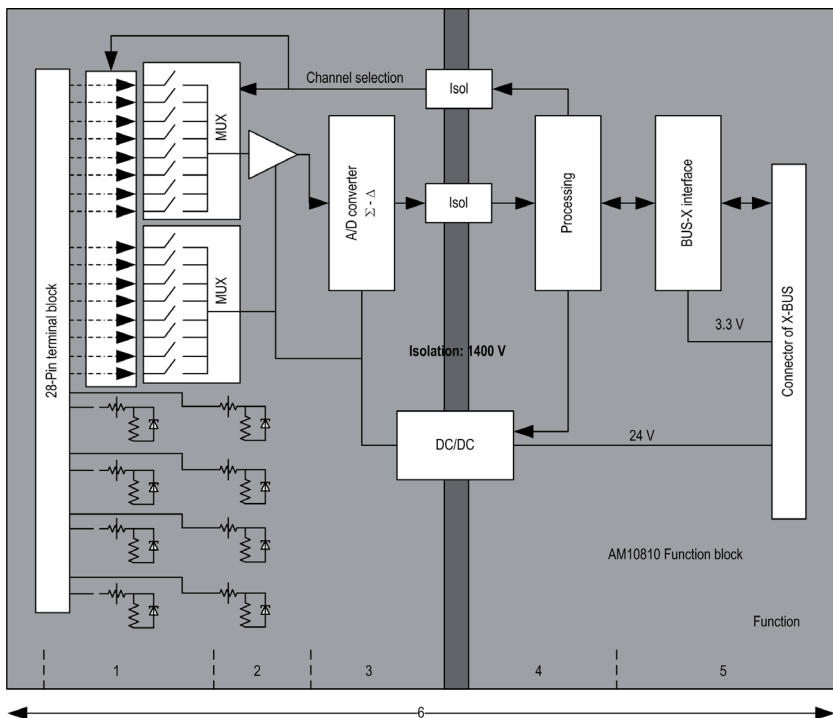 Channel selection
Isol
MUX
A/D converter
Σ - Δ
Isol
Processing
BUS-X interface
28-Pin terminal block
MUX
3.3 V
Connector of X-BUS
Isolation: 1400 V
DC/DC
24 V
AM10810 Function block
Function
1
2
3
4
5
6